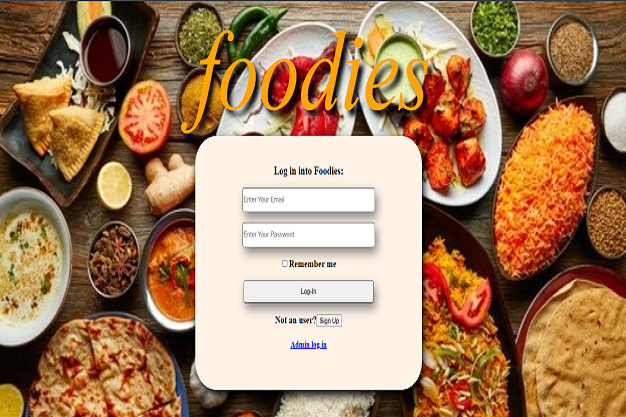 foodies
Log in into Foodies:
Enter Your Email
Enter Your Password
Remember me
Log-In
Not an user? Sign Up
Admin log in